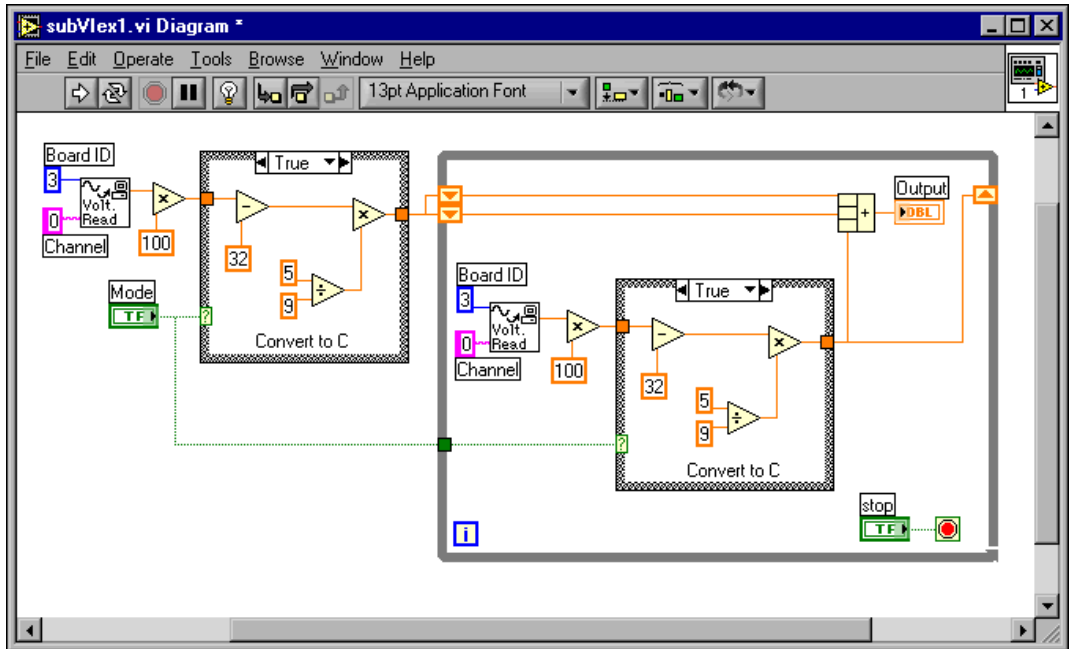 subVIex1.vi Diagram *
File Edit Operate Tools Browse Window Help
13pt Application Font
1
Board ID
3
Volt.
Read
0
Channel
100
True
32
5
9
Convert to C
Mode
TF
?
Output
DBL
Board ID
3
Volt.
Read
0
Channel
100
True
32
5
9
?
Convert to C
stop
TF
i